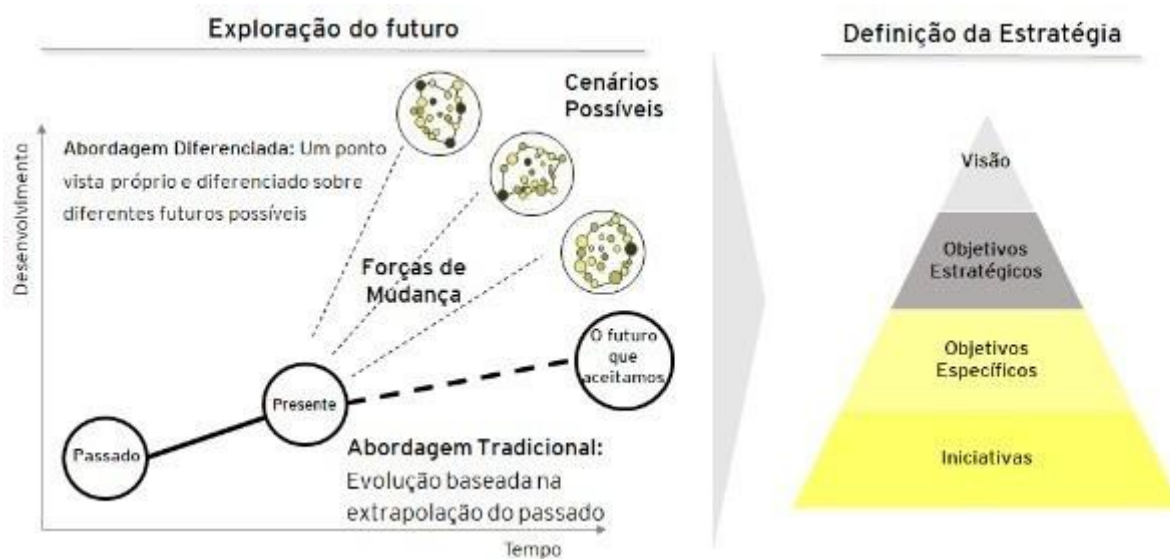 Exploração do futuro
Definição da Estratégia
Cenários
Possíveis
Abordagem Diferenciada: Um ponto
vista próprio e diferenciado sobre
diferentes futuros possíveis
Desenvolvimento
Forças de
Mudança
O futuro
que
aceitamos
Presente
Passado
Abordagem Tradicional:
Evolução baseada na
extrapolação do passado
Tempo
Visão
Objetivos
Estratégicos
Objetivos
Específicos
Iniciativas